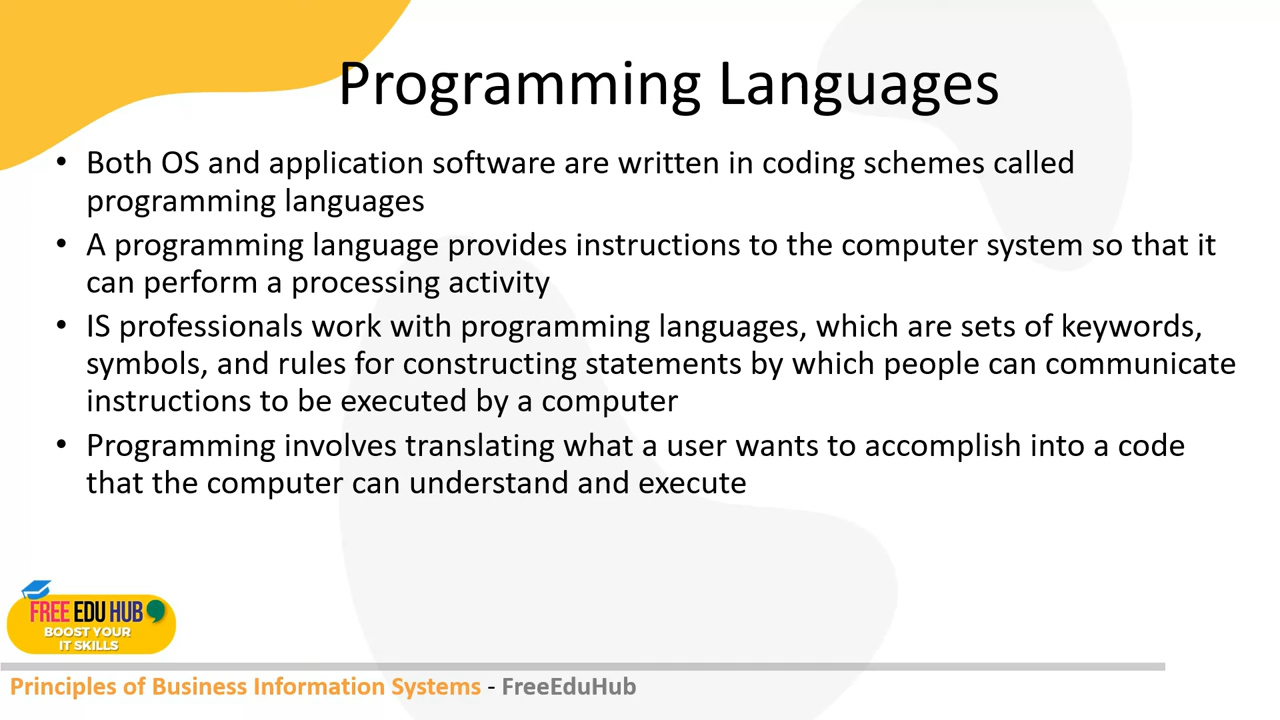 Programming Languages
• Both OS and application software are written in coding schemes called
programming languages
• A programming language provides instructions to the computer system so that it
can perform a processing activity
• IS professionals work with programming languages, which are sets of keywords,
symbols, and rules for constructing statements by which people can communicate
instructions to be executed by a computer
• Programming involves translating what a user wants to accomplish into a code
that the computer can understand and execute
FREE EDU HUB
BOOST YOUR
IT SKILLS
Principles of Business Information Systems - FreeEduHub